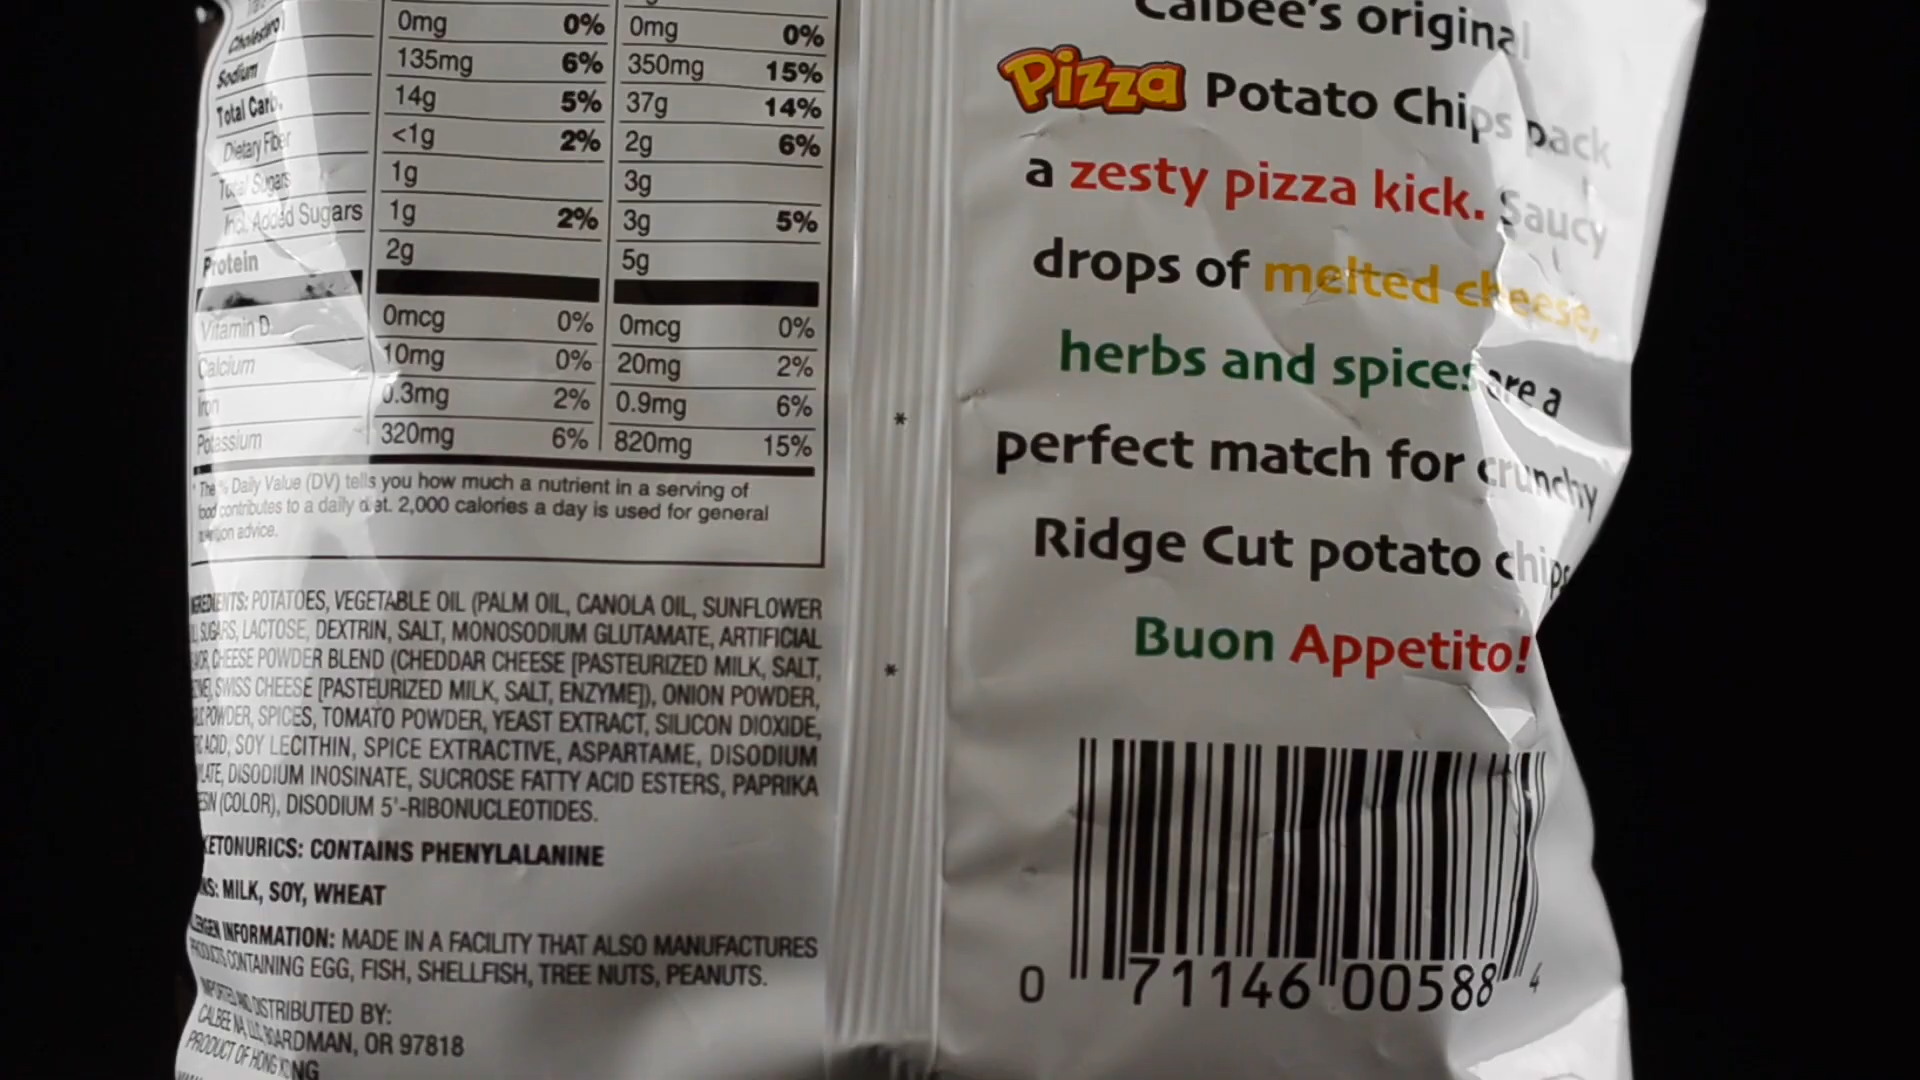 Cholesterol 0mg 0% 0mg 0%
Sodium 135mg 6% 350mg 15%
Total Carb. 14g 5% 37g 14%
Dietary Fiber <1g 2% 2g 6%
Total Sugars 1g 3g
Incl. Added Sugars 1g 2% 3g 5%
Protein 2g 5g
Vitamin D 0mcg 0% 0mcg 0%
Calcium 10mg 0% 20mg 2%
Iron 0.3mg 2% 0.9mg 6%
Potassium 320mg 6% 820mg 15%
* The % Daily Value (DV) tells you how much a nutrient in a serving of
food contributes to a daily diet. 2,000 calories a day is used for general
nutrition advice.
INGREDIENTS: POTATOES, VEGETABLE OIL (PALM OIL, CANOLA OIL, SUNFLOWER
SUGARS, LACTOSE, DEXTRIN, SALT, MONOSODIUM GLUTAMATE, ARTIFICIAL
CHEESE POWDER BLEND (CHEDDAR CHEESE [PASTEURIZED MILK, SALT,
SWISS CHEESE [PASTEURIZED MILK, SALT, ENZYME]), ONION POWDER,
POWDER, SPICES, TOMATO POWDER, YEAST EXTRACT, SILICON DIOXIDE,
ACID, SOY LECITHIN, SPICE EXTRACTIVE, ASPARTAME, DISODIUM
DISODIUM INOSINATE, SUCROSE FATTY ACID ESTERS, PAPRIKA
(COLOR), DISODIUM 5'-RIBONUCLEOTIDES.
KETONURICS: CONTAINS PHENYLALANINE
NS: MILK, SOY, WHEAT
INFORMATION: MADE IN A FACILITY THAT ALSO MANUFACTURES
PRODUCTS CONTAINING EGG, FISH, SHELLFISH, TREE NUTS, PEANUTS.
IMPORTED AND DISTRIBUTED BY:
CALBEE NA, LLC BOARDMAN, OR 97818
PRODUCT OF HONG KONG
Calbee's original
Pizza Potato Chips pack
a zesty pizza kick. Saucy
drops of melted cheese,
herbs and spices are a
perfect match for crunchy
Ridge Cut potato chips
Buon Appetito!
0 71146 00588 4